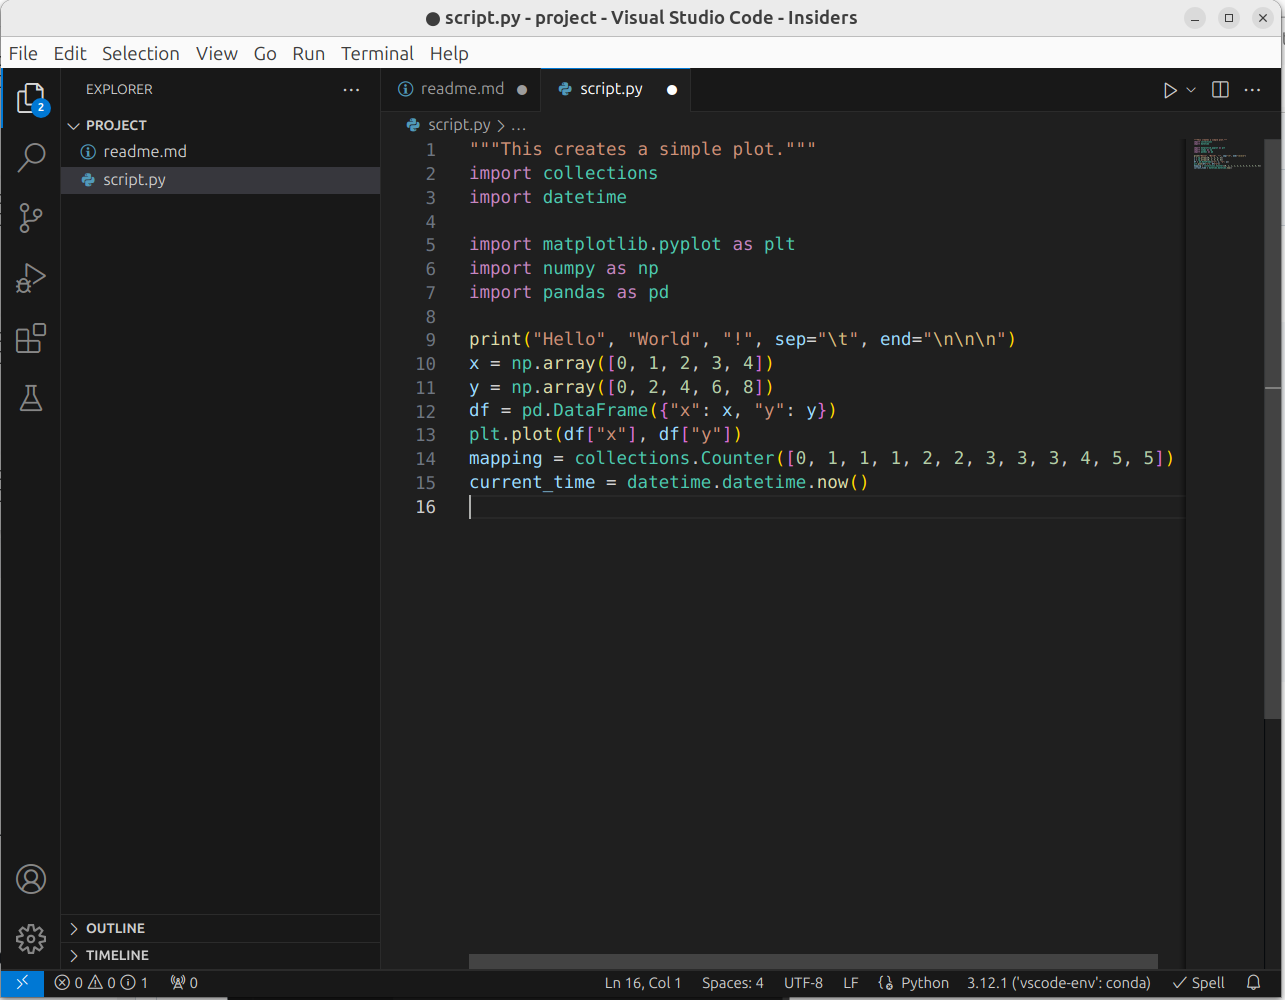 script.py - project - Visual Studio Code - Insiders
File Edit Selection View Go Run Terminal Help
2
EXPLORER
PROJECT
readme.md
script.py
OUTLINE
TIMELINE
readme.md
script.py
script.py > ...
1 """This creates a simple plot."""
2 import collections
3 import datetime
4
5 import matplotlib.pyplot as plt
6 import numpy as np
7 import pandas as pd
8
9 print("Hello", "World", "!", sep="\t", end="\n\n\n")
10 x = np.array([0, 1, 2, 3, 4])
11 y = np.array([0, 2, 4, 6, 8])
12 df = pd.DataFrame({"x": x, "y": y})
13 plt.plot(df["x"], df["y"])
14 mapping = collections.Counter([0, 1, 1, 1, 2, 2, 3, 3, 3, 4, 5, 5])
15 current_time = datetime.datetime.now()
16
0 0 1 0 Ln 16, Col 1 Spaces: 4 UTF-8 LF Python 3.12.1 ('vscode-env': conda) Spell